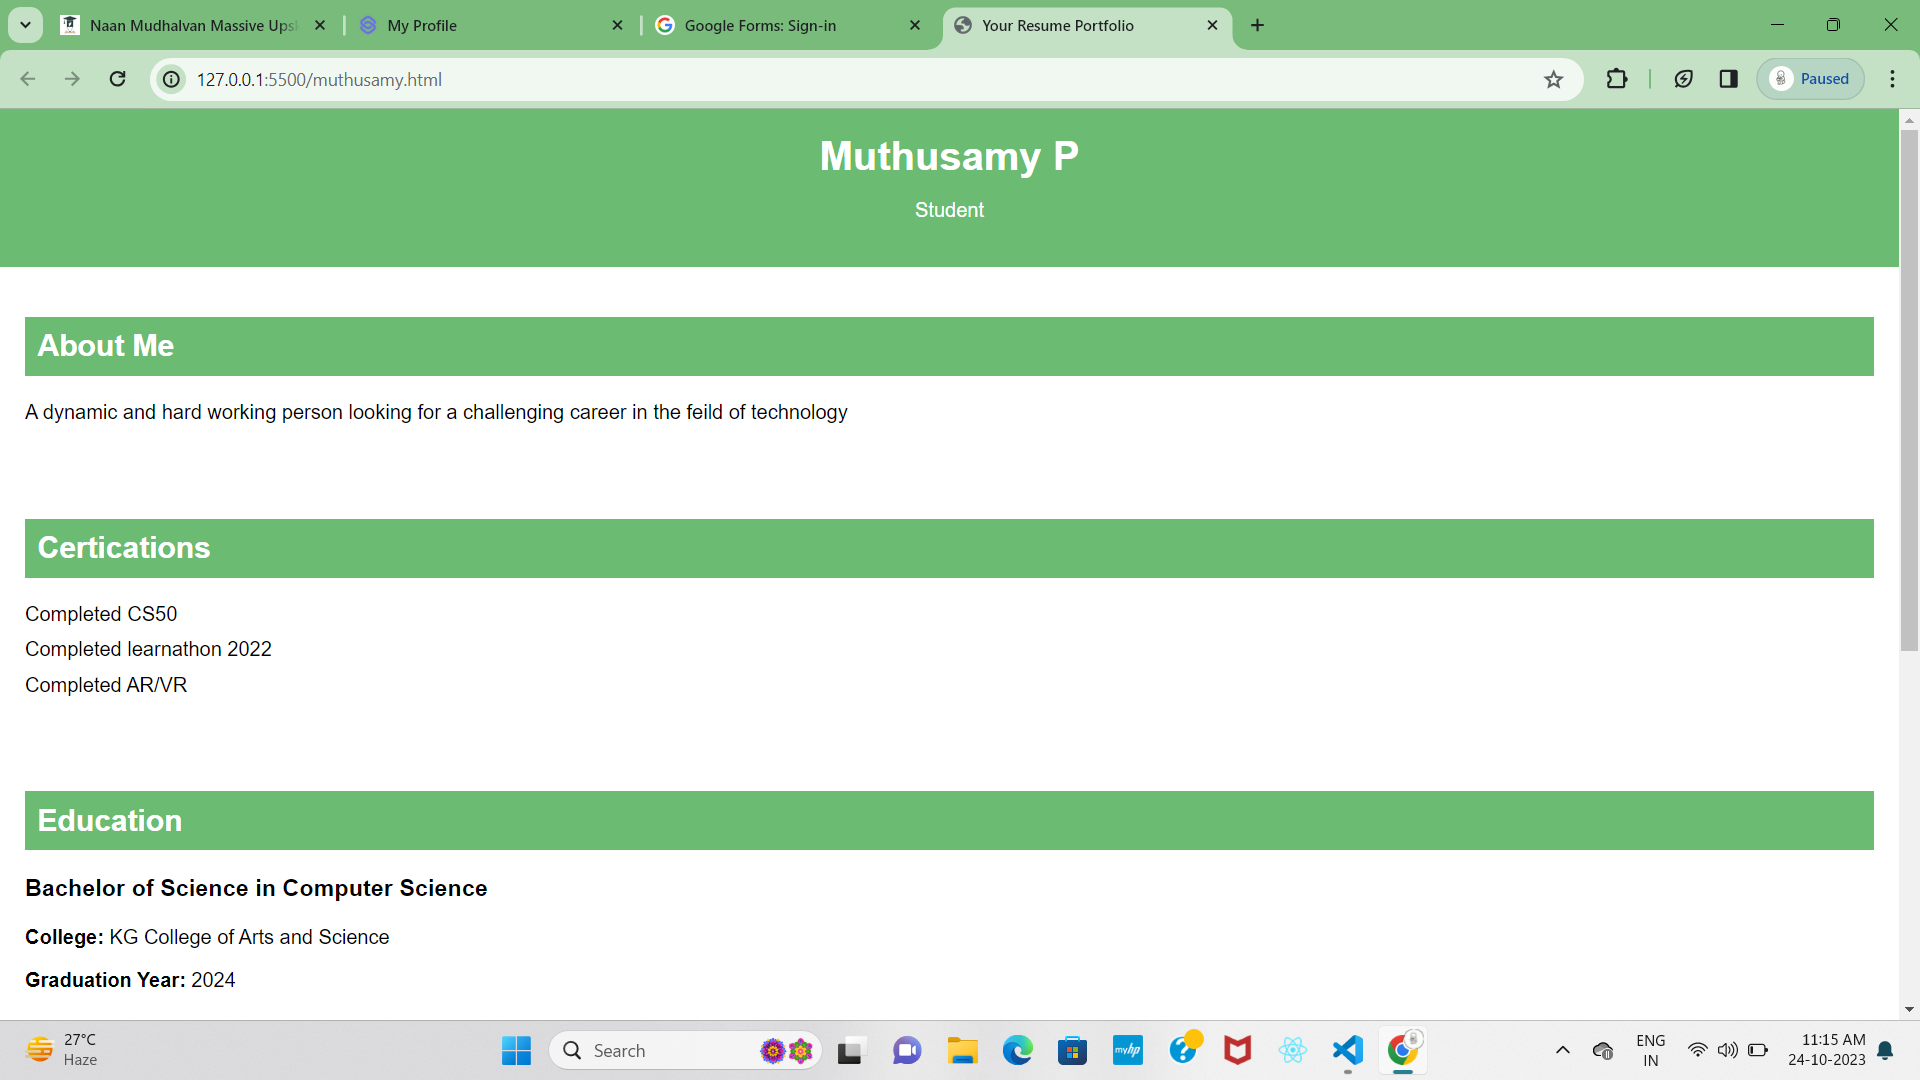 Naan Mudhalvan Massive Upsl
My Profile
Google Forms: Sign-in
Your Resume Portfolio
127.0.0.1:5500/muthusamy.html
Paused
Muthusamy P
Student
About Me
A dynamic and hard working person looking for a challenging career in the feild of technology
Certications
Completed CS50
Completed learnathon 2022
Completed AR/VR
Education
Bachelor of Science in Computer Science
College: KG College of Arts and Science
Graduation Year: 2024
27°C
Haze
Search
myhp
ENG
IN
11:15 AM
24-10-2023